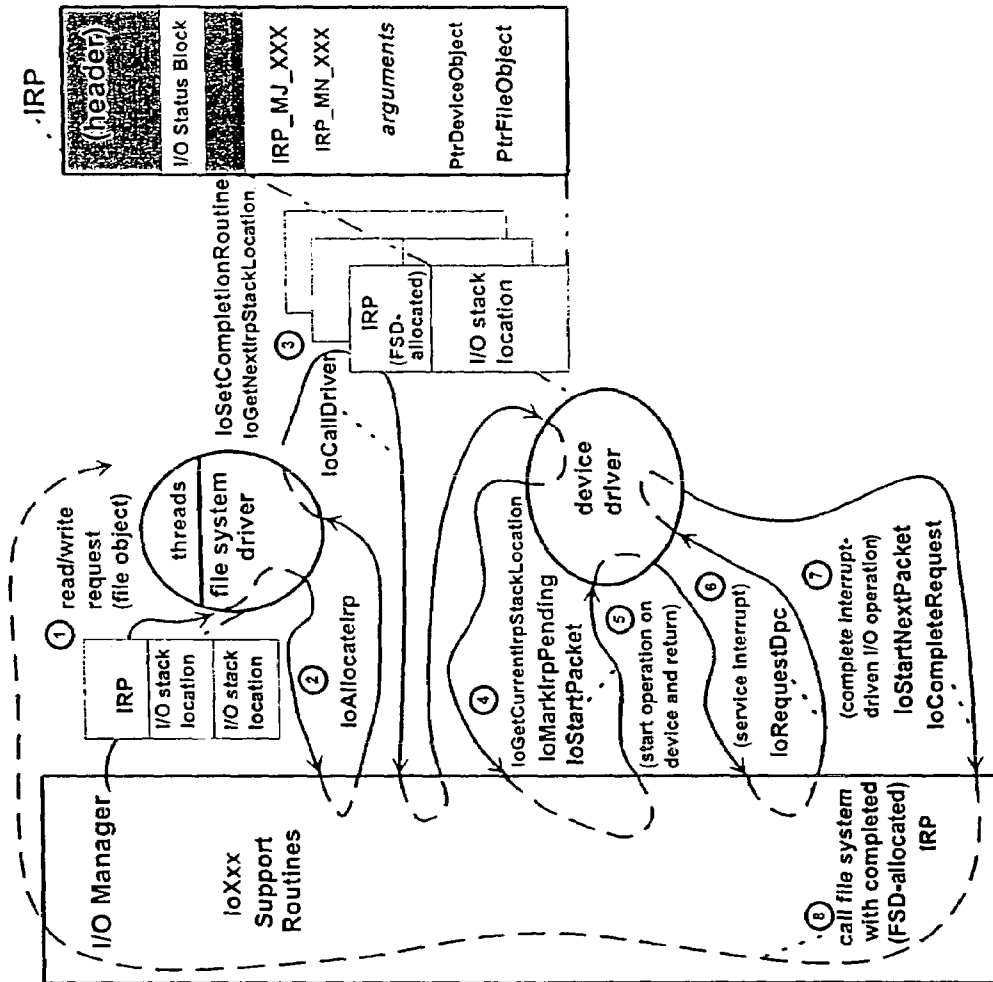 I/O Manager
IoXxx
Support
Routines
IRP
I/O stack
location
I/O stack
location
1
read/write
request
(file object)
threads
file system
driver
2
IoAllocateIrp
IoSetCompletionRoutine
IoGetNextIrpStackLocation
3
IoCallDriver
IRP
(FSD-
allocated)
I/O stack
location
IRP
(header)
I/O Status Block
IRP_MJ_XXX
IRP_MN_XXX
arguments
PtrDeviceObject
PtrFileObject
4
IoGetCurrentIrpStackLocation
IoMarkIrpPending
IoStartPacket
device
driver
5
(start operation on
device and return)
6
(service interrupt)
IoRequestDpc
7
(complete interrupt-
driven I/O operation)
IoStartNextPacket
IoCompleteRequest
8
call file system
with completed
(FSD-allocated)
IRP